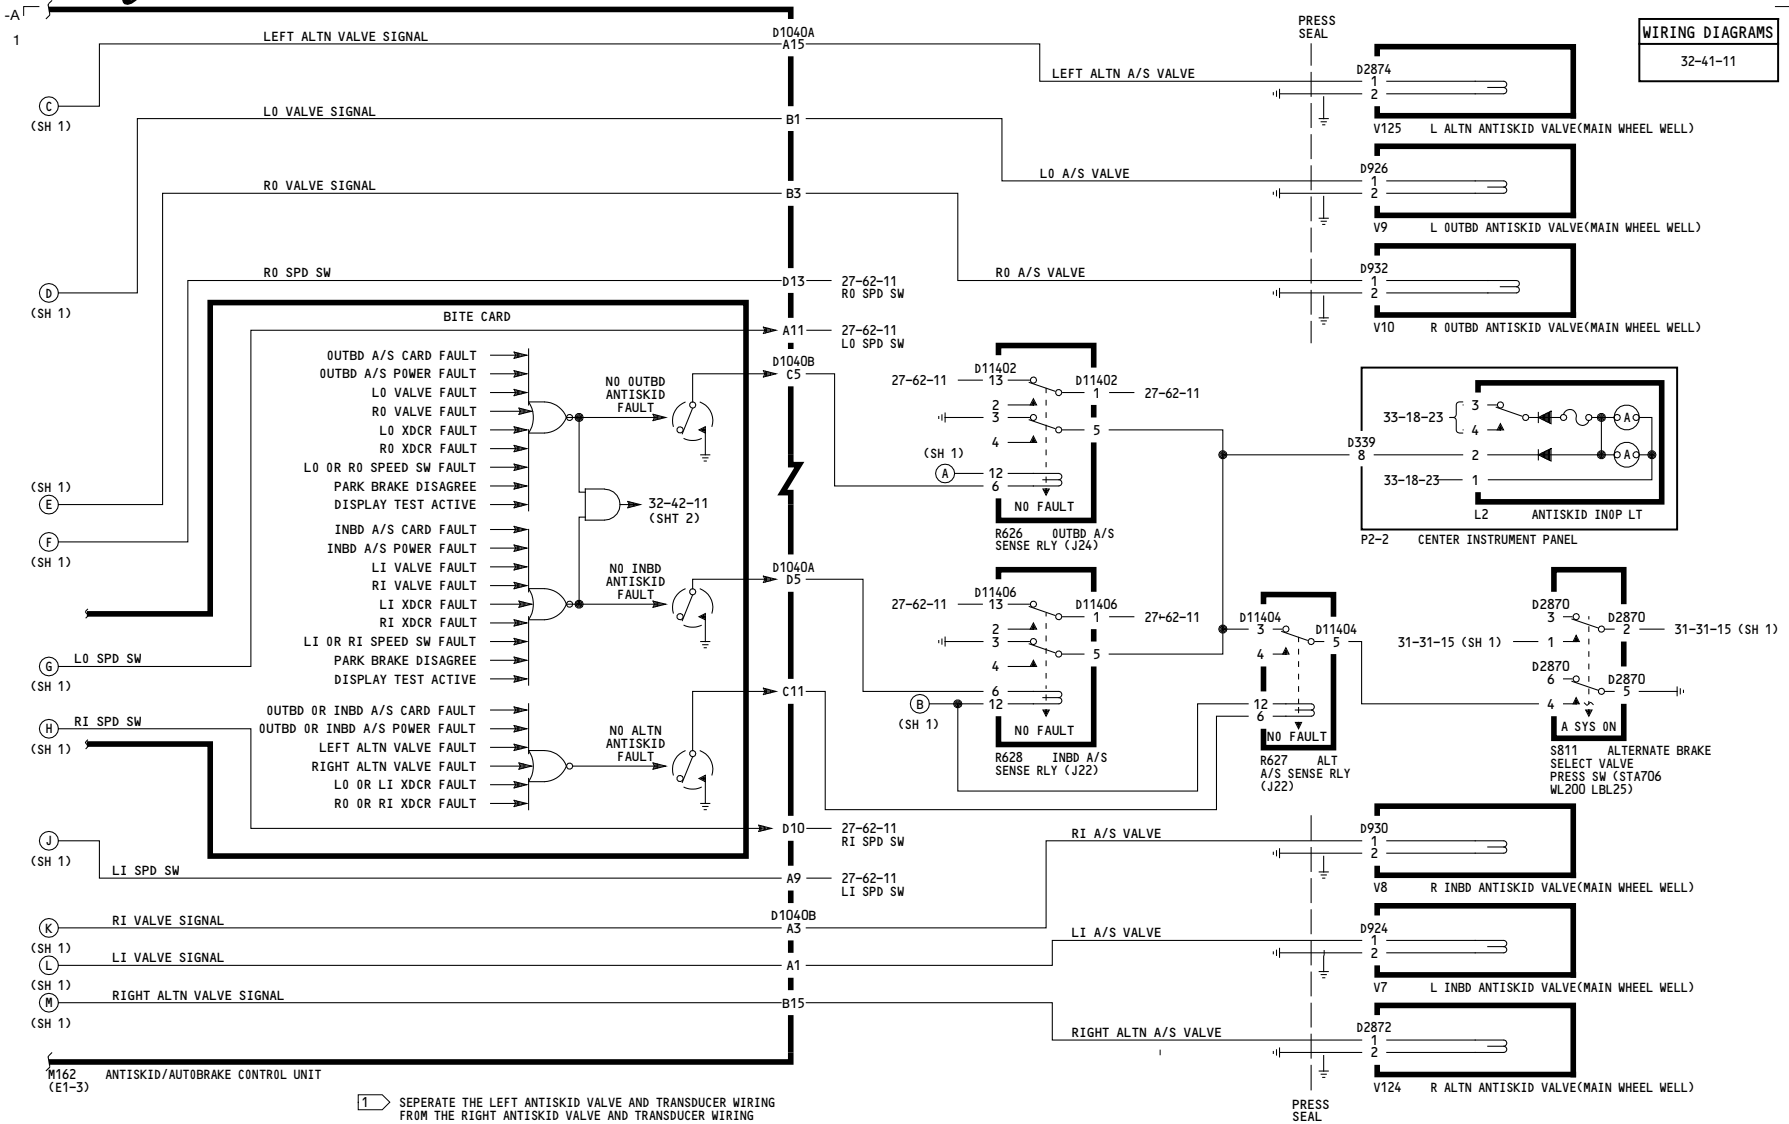 -A
1
WIRING DIAGRAMS
32-41-11
PRESS
SEAL
LEFT ALTN VALVE SIGNAL
D1040A
A15
LEFT ALTN A/S VALVE
D2874
1
2
V125 L ALTN ANTISKID VALVE(MAIN WHEEL WELL)
C
(SH 1)
LO VALVE SIGNAL
B1
LO A/S VALVE
D926
1
2
V9 L OUTBD ANTISKID VALVE(MAIN WHEEL WELL)
RO VALVE SIGNAL
B3
RO A/S VALVE
D932
1
2
V10 R OUTBD ANTISKID VALVE(MAIN WHEEL WELL)
D
(SH 1)
RO SPD SW
D13
27-62-11
RO SPD SW
A11
27-62-11
LO SPD SW
BITE CARD
OUTBD A/S CARD FAULT
OUTBD A/S POWER FAULT
LO VALVE FAULT
RO VALVE FAULT
LO XDCR FAULT
RO XDCR FAULT
LO OR RO SPEED SW FAULT
PARK BRAKE DISAGREE
DISPLAY TEST ACTIVE
NO OUTBD
ANTISKID
FAULT
D1040B
C5
32-42-11
(SHT 2)
(SH 1)
E
F
(SH 1)
INBD A/S CARD FAULT
INBD A/S POWER FAULT
LI VALVE FAULT
RI VALVE FAULT
LI XDCR FAULT
RI XDCR FAULT
LI OR RI SPEED SW FAULT
PARK BRAKE DISAGREE
DISPLAY TEST ACTIVE
NO INBD
ANTISKID
FAULT
D1040A
D5
G
LO SPD SW
(SH 1)
H
RI SPD SW
(SH 1)
OUTBD OR INBD A/S CARD FAULT
OUTBD OR INBD A/S POWER FAULT
LEFT ALTN VALVE FAULT
RIGHT ALTN VALVE FAULT
LO OR LI XDCR FAULT
RO OR RI XDCR FAULT
NO ALTN
ANTISKID
FAULT
C11
D10
27-62-11
RI SPD SW
27-62-11
D11402
13
2
3
4
D11402
1
27-62-11
5
(SH 1)
A
12
6
NO FAULT
R626 OUTBD A/S
SENSE RLY (J24)
27-62-11
D11406
13
2
3
4
D11406
1
27-62-11
5
6
12
B
(SH 1)
NO FAULT
R628 INBD A/S
SENSE RLY (J22)
D11404
3
4
D11404
5
12
6
NO FAULT
R627 ALT
A/S SENSE RLY
(J22)
33-18-23
3
4
A
D339
8
2
A
33-18-23
1
L2 ANTISKID INOP LT
P2-2 CENTER INSTRUMENT PANEL
D2870
3
1
D2870
2
31-31-15 (SH 1)
31-31-15 (SH 1)
D2870
6
4
D2870
5
A SYS ON
S811 ALTERNATE BRAKE
SELECT VALVE
PRESS SW (STA706
WL200 LBL25)
J
(SH 1)
LI SPD SW
A9
27-62-11
LI SPD SW
RI A/S VALVE
D930
1
2
V8 R INBD ANTISKID VALVE(MAIN WHEEL WELL)
K
(SH 1)
RI VALVE SIGNAL
D1040B
A3
L
(SH 1)
LI VALVE SIGNAL
A1
LI A/S VALVE
D924
1
2
V7 L INBD ANTISKID VALVE(MAIN WHEEL WELL)
M
(SH 1)
RIGHT ALTN VALVE SIGNAL
B15
RIGHT ALTN A/S VALVE
D2872
1
2
V124 R ALTN ANTISKID VALVE(MAIN WHEEL WELL)
M162 ANTISKID/AUTOBRAKE CONTROL UNIT
(E1-3)
PRESS
SEAL
1 SEPERATE THE LEFT ANTISKID VALVE AND TRANSDUCER WIRING
FROM THE RIGHT ANTISKID VALVE AND TRANSDUCER WIRING